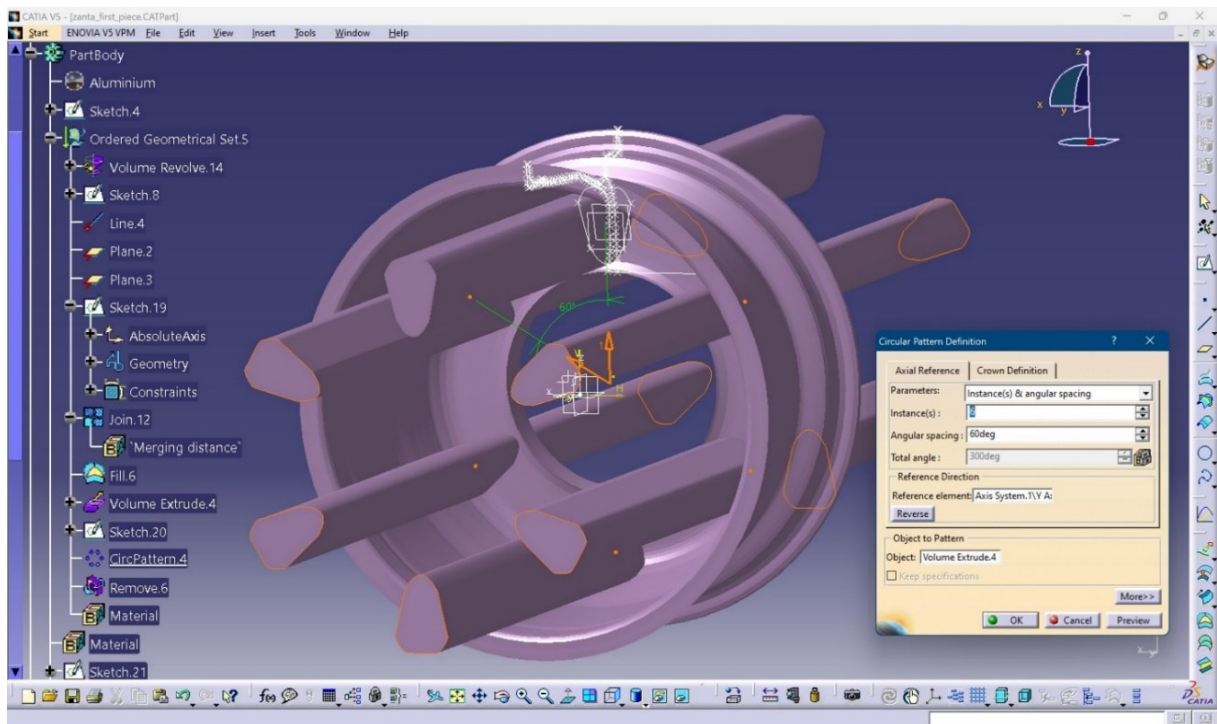 CATIA V5 - [zanta_first_piece.CATPart]
Start ENOVIA V5 VPM File Edit View Insert Tools Window Help
PartBody
Aluminium
Sketch.4
Ordered Geometrical Set.5
Volume Revolve.14
Sketch.8
Line.4
Plane.2
Plane.3
Sketch.19
AbsoluteAxis
Geometry
Constraints
Join.12
`Merging distance`
Fill.6
Volume Extrude.4
Sketch.20
CircPattern.4
Remove.6
Material
Material
Sketch.21
z
x
y
H
Circular Pattern Definition ? X
Axial Reference Crown Definition
Parameters: Instance(s) & angular spacing
Instance(s) : 6
Angular spacing : 60deg
Total angle : 300deg
Reference Direction
Reference element: Axis System.1\Y A
Reverse
Object to Pattern
Object: Volume Extrude.4
Keep specifications
More>>
OK Cancel Preview
CATIA